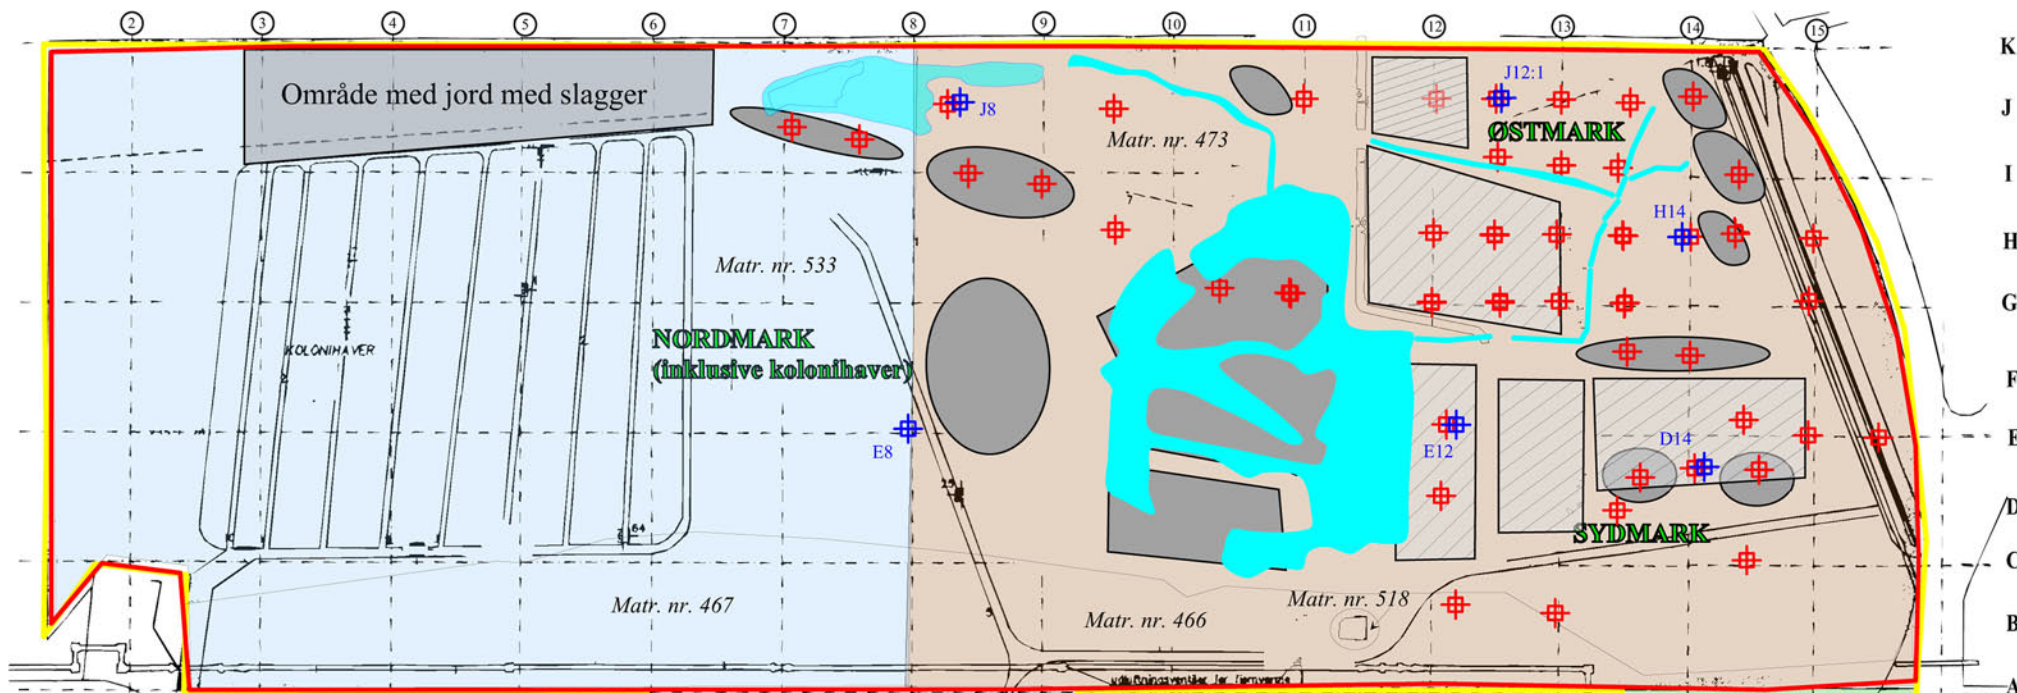 2 3 4 5 6 7 8 9 10 11 12 13 14 15
K
Område med jord med slagger
J8
J12:1
J
Matr. nr. 473
ØSTMARK
I
H14
H
Matr. nr. 533
G
KOLONIHAVER
NORDMARK
(inklusive kolonihaver)
F
E8
E12
D14
E
25
D
64
SYDMARK
C
Matr. nr. 467
Matr. nr. 466
Matr. nr. 518
B
A